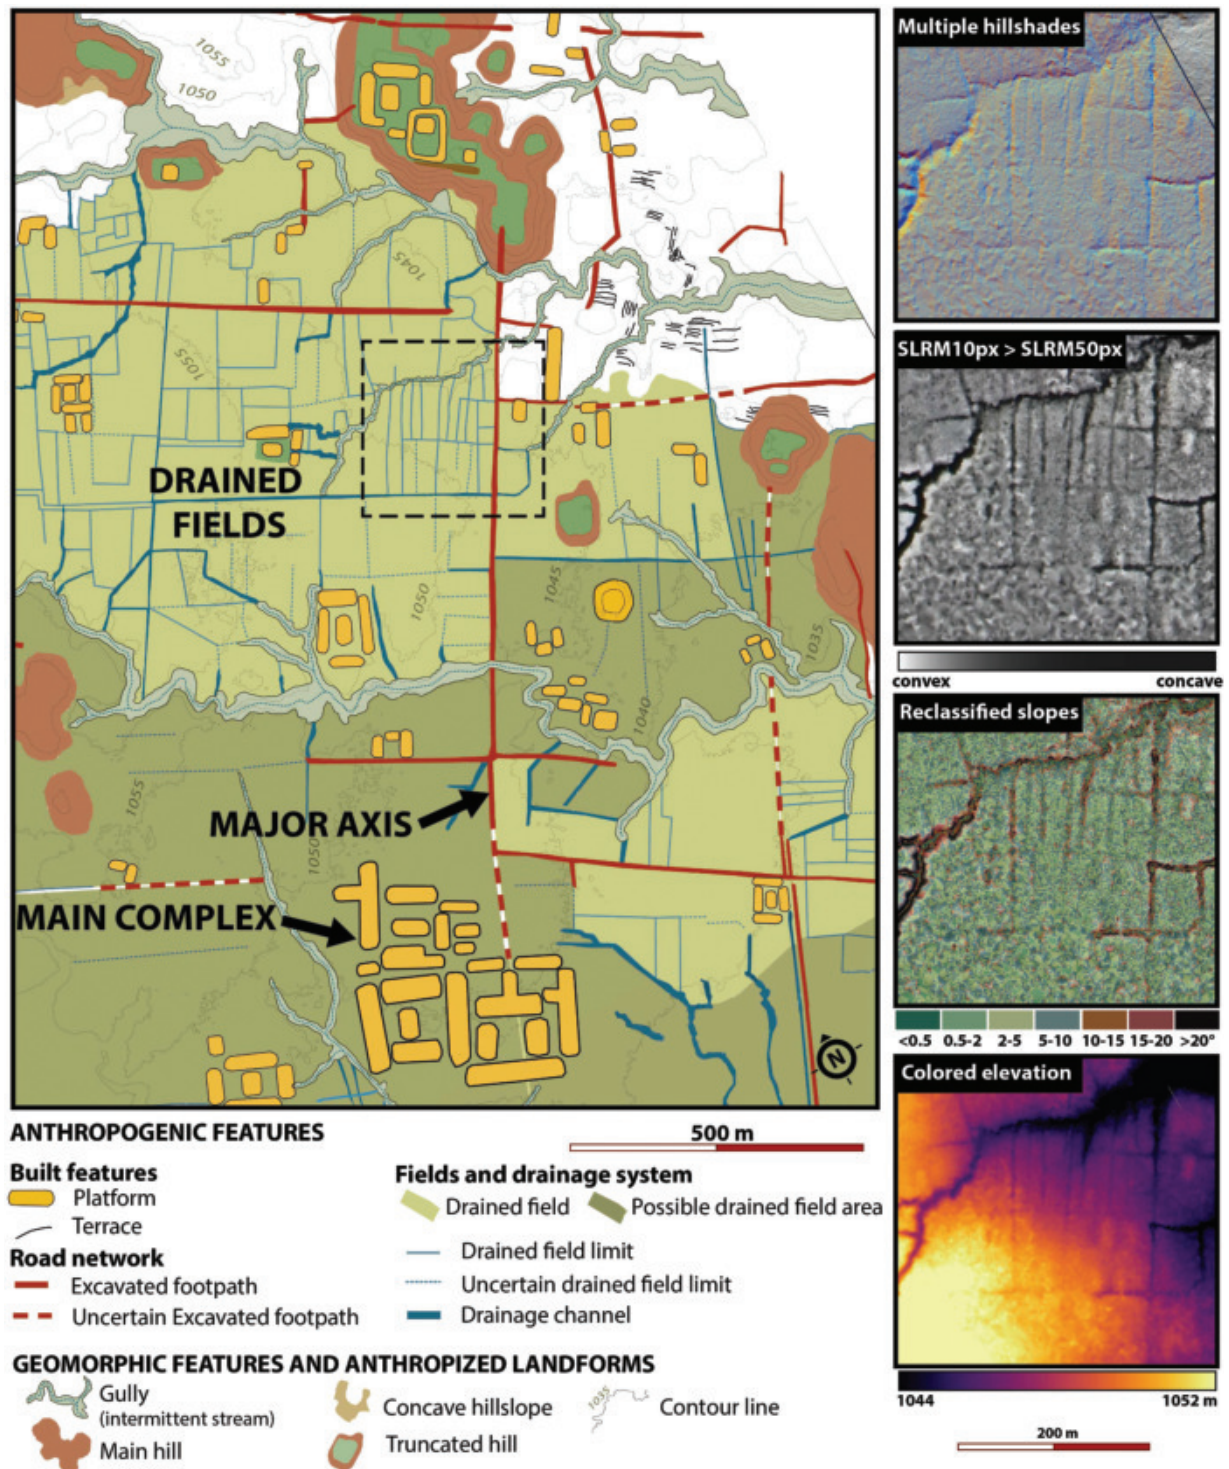 1055
1050
1045
1055
DRAINED
FIELDS
1050
1045
1035
1040
1055
MAJOR AXIS
1050
MAIN COMPLEX
N
Multiple hillshades
SLRM10px > SLRM50px
convex concave
Reclassified slopes
<0.5 0.5-2 2-5 5-10 10-15 15-20 >20°
Colored elevation
1044 1052 m
200 m
ANTHROPOGENIC FEATURES
500 m
Built features
Platform
Terrace
Road network
Excavated footpath
Uncertain Excavated footpath
Fields and drainage system
Drained field Possible drained field area
Drained field limit
Uncertain drained field limit
Drainage channel
GEOMORPHIC FEATURES AND ANTHROPIZED LANDFORMS
Gully
(intermittent stream)
Main hill
Concave hillslope
Truncated hill
1035
Contour line